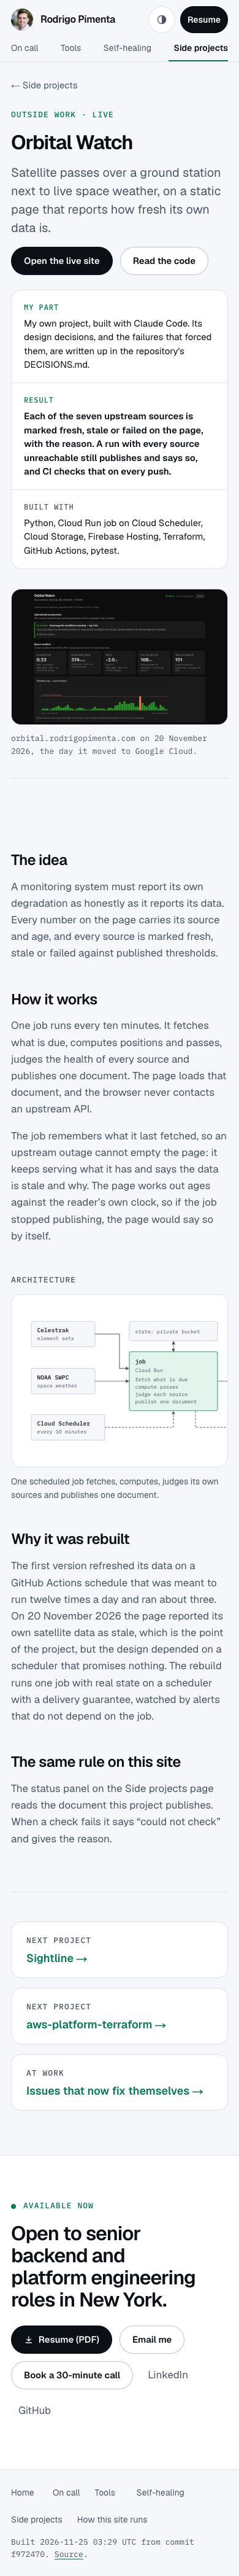 Rodrigo Pimenta
Resume
On call Tools Self-healing Side projects
← Side projects
OUTSIDE WORK · LIVE
Orbital Watch
Satellite passes over a ground station
next to live space weather, on a static
page that reports how fresh its own
data is.
Open the live site Read the code
MY PART
My own project, built with Claude Code. Its
design decisions, and the failures that forced
them, are written up in the repository's
DECISIONS.md.
RESULT
Each of the seven upstream sources is
marked fresh, stale or failed on the page,
with the reason. A run with every source
unreachable still publishes and says so,
and CI checks that on every push.
BUILT WITH
Python, Cloud Run job on Cloud Scheduler,
Cloud Storage, Firebase Hosting, Terraform,
GitHub Actions, pytest.
Orbital Watch
orbital.rodrigopimenta.com on 20 November
2026, the day it moved to Google Cloud.
The idea
A monitoring system must report its own
degradation as honestly as it reports its data.
Every number on the page carries its source
and age, and every source is marked fresh,
stale or failed against published thresholds.
How it works
One job runs every ten minutes. It fetches
what is due, computes positions and passes,
judges the health of every source and
publishes one document. The page loads that
document, and the browser never contacts
an upstream API.
The job remembers what it last fetched, so an
upstream outage cannot empty the page: it
keeps serving what it has and says the data
is stale and why. The page works out ages
against the reader's own clock, so if the job
stopped publishing, the page would say so
by itself.
ARCHITECTURE
Celestrak
element sets
state: private bucket
job
Cloud Run
fetch what is due
compute passes
judge each source
publish one document
NOAA SWPC
space weather
Cloud Scheduler
every 10 minutes
One scheduled job fetches, computes, judges its own
sources and publishes one document.
Why it was rebuilt
The first version refreshed its data on a
GitHub Actions schedule that was meant to
run twelve times a day and ran about three.
On 20 November 2026 the page reported its
own satellite data as stale, which is the point
of the project, but the design depended on a
scheduler that promises nothing. The rebuild
runs one job with real state on a scheduler
with a delivery guarantee, watched by alerts
that do not depend on the job.
The same rule on this site
The status panel on the Side projects page
reads the document this project publishes.
When a check fails it says “could not check”
and gives the reason.
NEXT PROJECT
Sightline →
NEXT PROJECT
aws-platform-terraform →
AT WORK
Issues that now fix themselves →
AVAILABLE NOW
Open to senior
backend and
platform engineering
roles in New York.
Resume (PDF) Email me
Book a 30-minute call LinkedIn
GitHub
Home On call Tools Self-healing
Side projects How this site runs
Built 2026-11-25 03:29 UTC from commit
f972470. Source.